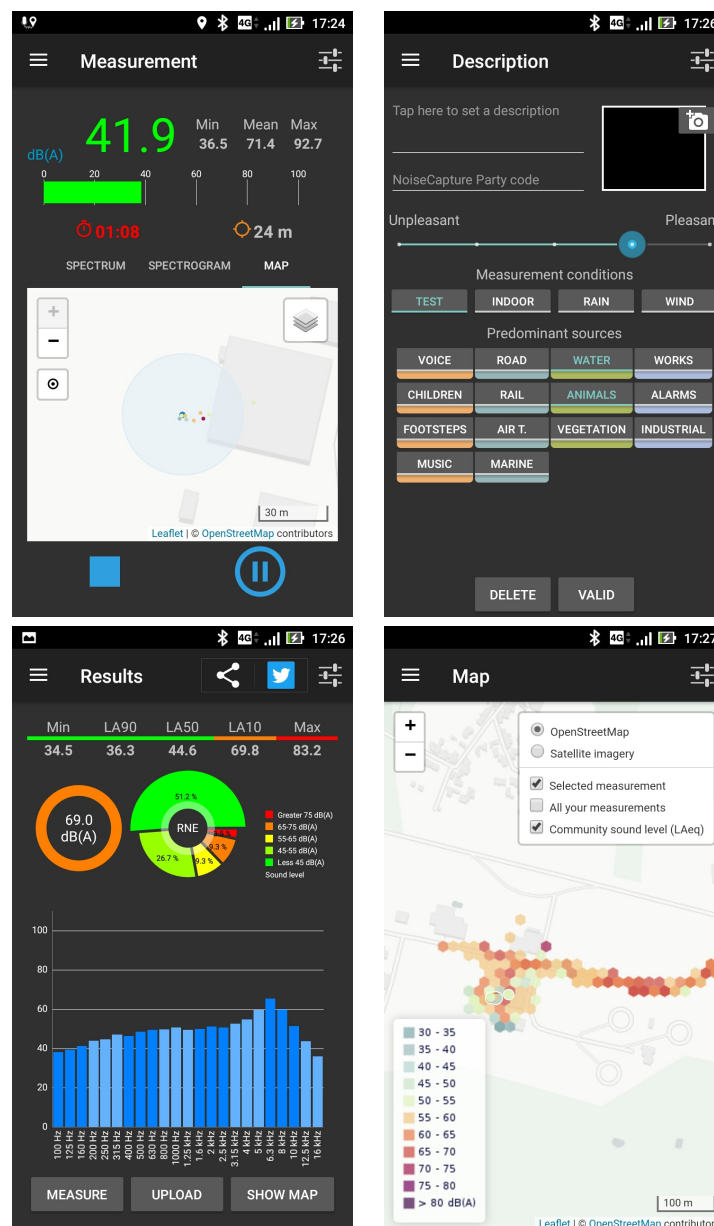 17:24
Measurement
41.9
dB(A)
Min Mean Max
36.5 71.4 92.7
0 20 40 60 80 100
01:08
24 m
SPECTRUM SPECTROGRAM MAP
+
−
30 m
Leaflet | © OpenStreetMap contributors
4G 17:26
Description
Tap here to set a description
NoiseCapture Party code
Unpleasant Pleasan
Measurement conditions
TEST INDOOR RAIN WIND
Predominant sources
VOICE ROAD WATER WORKS
CHILDREN RAIL ANIMALS ALARMS
FOOTSTEPS AIR T. VEGETATION INDUSTRIAL
MUSIC MARINE
DELETE VALID
4G 17:26
Results
Min LA90 LA50 LA10 Max
34.5 36.3 44.6 69.8 83.2
69.0
dB(A)
RNE
51.2 %
26.7 %
9.3 %
9.3 %
Greater 75 dB(A)
65-75 dB(A)
55-65 dB(A)
45-55 dB(A)
Less 45 dB(A)
Sound level
100
80
60
40
20
0
100 Hz
125 Hz
160 Hz
200 Hz
250 Hz
315 Hz
400 Hz
500 Hz
630 Hz
800 Hz
1000 Hz
1.25 kHz
1.6 kHz
2 kHz
2.5 kHz
3.15 kHz
4 kHz
5 kHz
6.3 kHz
8 kHz
10 kHz
12.5 kHz
16 kHz
MEASURE UPLOAD SHOW MAP
4G 17:27
Map
+
−
OpenStreetMap
Satellite imagery
Selected measurement
All your measurements
Community sound level (LAeq)
30 - 35
35 - 40
40 - 45
45 - 50
50 - 55
55 - 60
60 - 65
65 - 70
70 - 75
75 - 80
> 80 dB(A)
100 m
Leaflet | © OpenStreetMap contributor